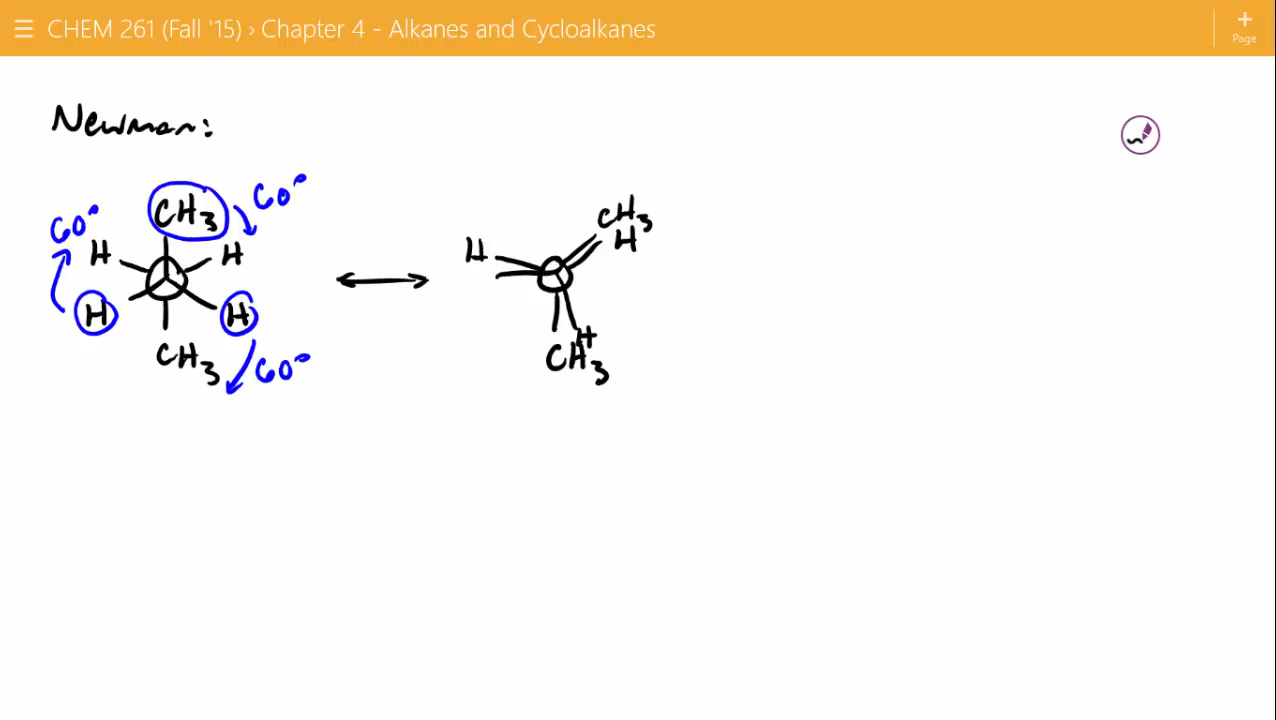 ☰ CHEM 261 (Fall '15) › Chapter 4 - Alkanes and Cycloalkanes
+
Page
Newman:
CH3 60°
60°
H H
H H
CH3 60°
CH3
H H
H
CH3